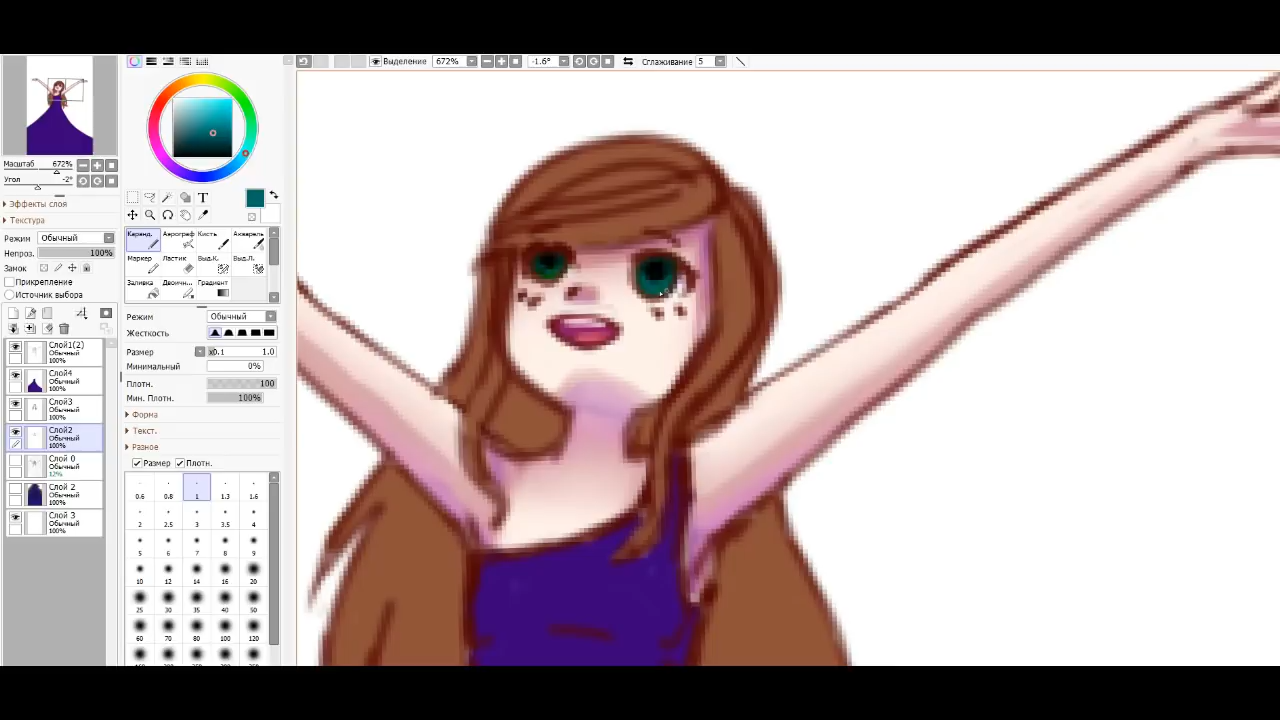 Выделение 672% -1.6° Сглаживание 5
Масштаб 672%
Угол -2°
Эффекты слоя
Текстура
Режим Обычный
Непроз. 100%
Замок
Прикрепление
Источник выбора
Слой1(2)
Обычный
100%
Слой4
Обычный
100%
Слой3
Обычный
100%
Слой2
Обычный
100%
Слой 0
Обычный
12%
Слой 2
Обычный
100%
Слой 3
Обычный
100%
T
Каранд. Аэрограф Кисть Акварель
Маркер Ластик Выд.К. Выд.Л.
Заливка Двоичн... Градиент
Режим Обычный
Жесткость
Размер x0.1 1.0
Минимальный 0%
Плотн. 100
Мин. Плотн. 100%
Форма
Текст.
Разное
Размер Плотн.
0.6 0.8 1 1.3 1.6
2 2.5 3 3.5 4
5 6 7 8 9
10 12 14 16 20
25 30 35 40 50
60 70 80 100 120